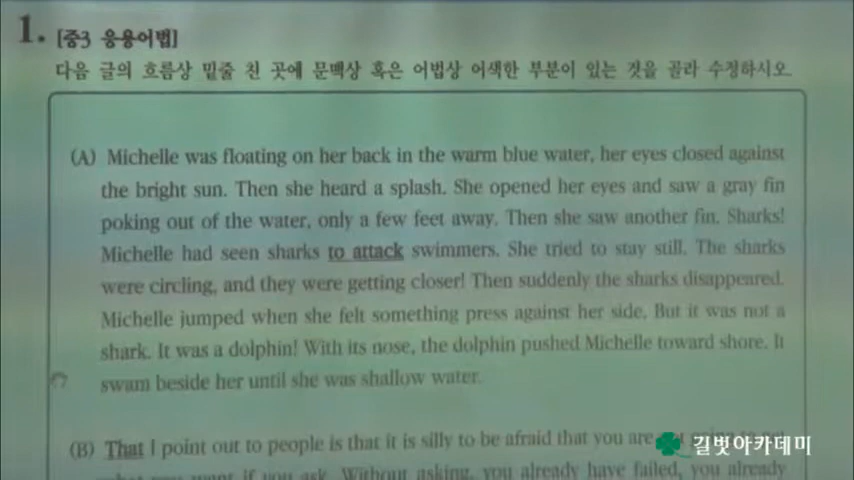 1. [중3 응용어법]
다음 글의 흐름상 밑줄 친 곳에 문맥상 혹은 어법상 어색한 부분이 있는 것을 골라 수정하시오.
(A) Michelle was floating on her back in the warm blue water, her eyes closed against
the bright sun. Then she heard a splash. She opened her eyes and saw a gray fin
poking out of the water, only a few feet away. Then she saw another fin. Sharks!
Michelle had seen sharks to attack swimmers. She tried to stay still. The sharks
were circling, and they were getting closer! Then suddenly the sharks disappeared.
Michelle jumped when she felt something press against her side. But it was not a
shark. It was a dolphin! With its nose, the dolphin pushed Michelle toward shore. It
swam beside her until she was shallow water.
(B) That I point out to people is that it is silly to be afraid that you are
what you want if you ask. Without asking, you already have failed, you already
길벗아카데미